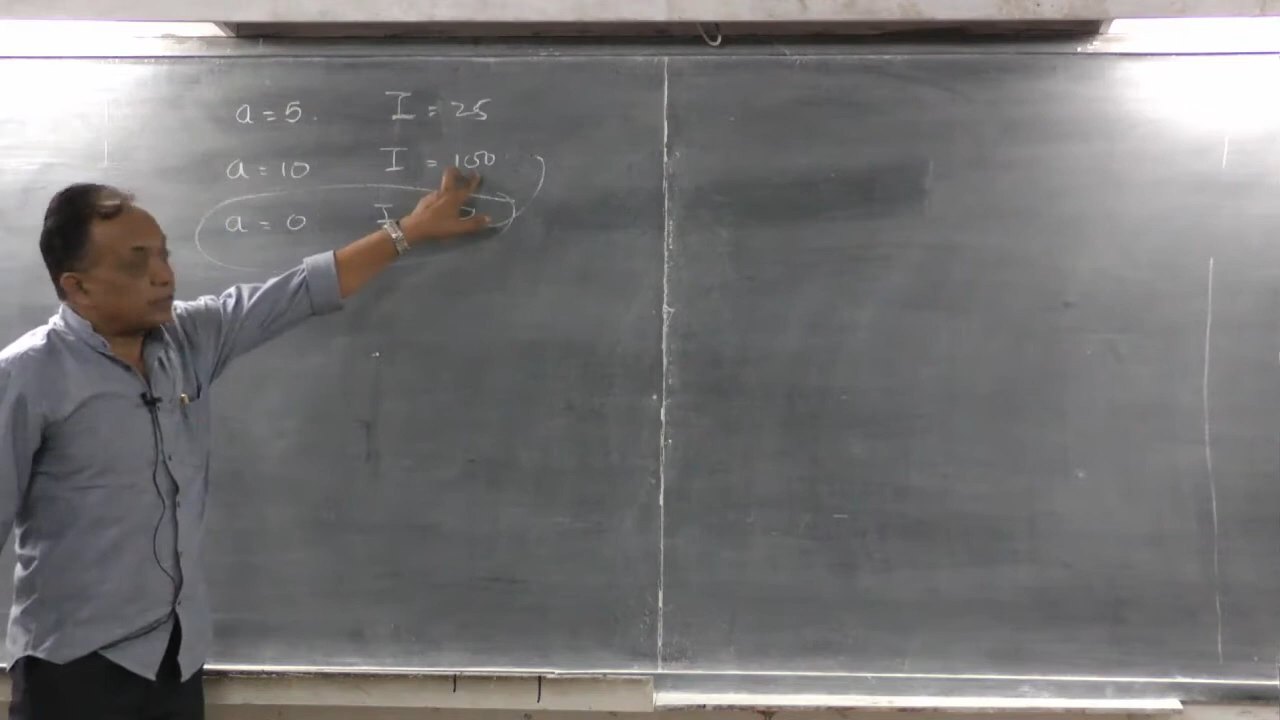 a = 5. I = 25
a = 10 I = 100
a = 0 I